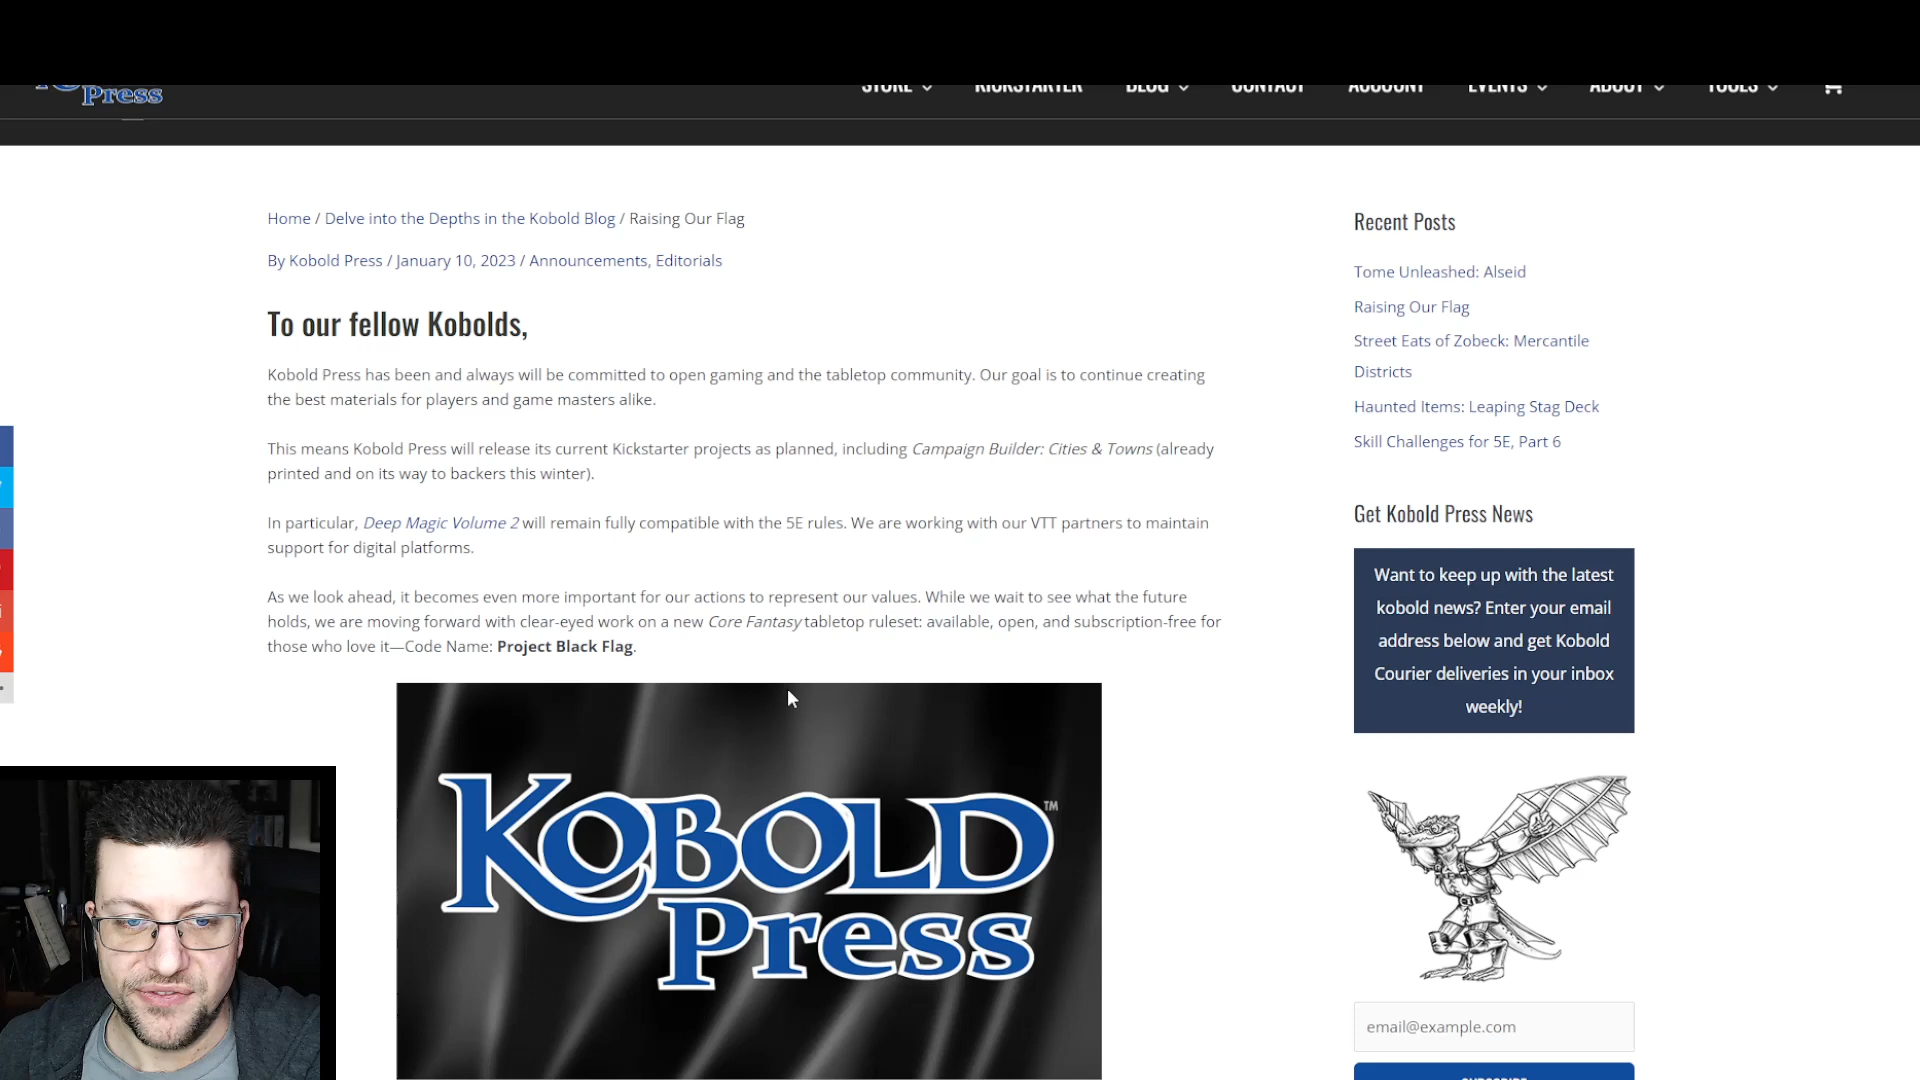 Press
STORE KICKSTARTER BLOG CONTACT ACCOUNT EVENTS ABOUT TOOLS
Home / Delve into the Depths in the Kobold Blog / Raising Our Flag
By Kobold Press / January 10, 2023 / Announcements, Editorials
To our fellow Kobolds,
Kobold Press has been and always will be committed to open gaming and the tabletop community. Our goal is to continue creating
the best materials for players and game masters alike.
This means Kobold Press will release its current Kickstarter projects as planned, including Campaign Builder: Cities & Towns (already
printed and on its way to backers this winter).
In particular, Deep Magic Volume 2 will remain fully compatible with the 5E rules. We are working with our VTT partners to maintain
support for digital platforms.
As we look ahead, it becomes even more important for our actions to represent our values. While we wait to see what the future
holds, we are moving forward with clear-eyed work on a new Core Fantasy tabletop ruleset: available, open, and subscription-free for
those who love it—Code Name: Project Black Flag.
KOBOLD™
Press
Recent Posts
Tome Unleashed: Alseid
Raising Our Flag
Street Eats of Zobeck: Mercantile
Districts
Haunted Items: Leaping Stag Deck
Skill Challenges for 5E, Part 6
Get Kobold Press News
Want to keep up with the latest
kobold news? Enter your email
address below and get Kobold
Courier deliveries in your inbox
weekly!
email@example.com